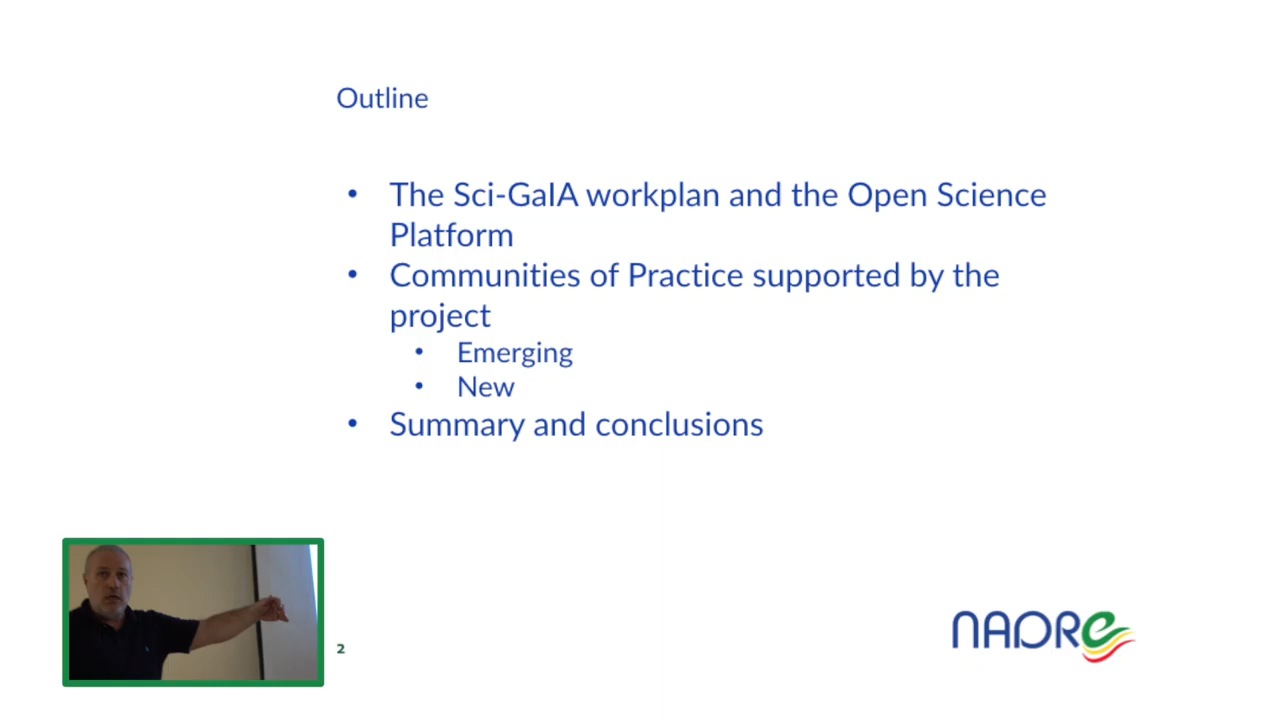 Outline
• The Sci-GaIA workplan and the Open Science
Platform
• Communities of Practice supported by the
project
• Emerging
• New
• Summary and conclusions
2
NADRe